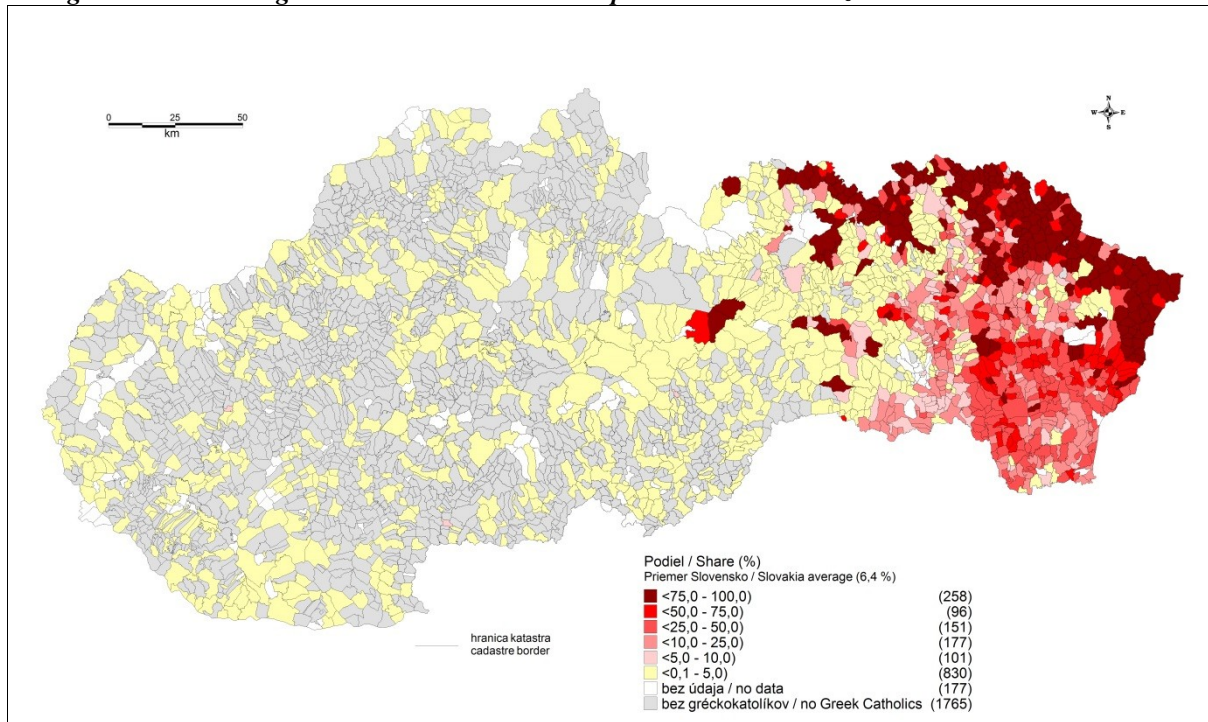 0 25 50
km
N
W E
S
Podiel / Share (%)
Priemer Slovensko / Slovakia average (6,4 %)
<75,0 - 100,0) (258)
<50,0 - 75,0) (96)
<25,0 - 50,0) (151)
<10,0 - 25,0) (177)
<5,0 - 10,0) (101)
<0,1 - 5,0) (830)
bez údaja / no data (177)
bez gréckokatolíkov / no Greek Catholics (1765)
hranica katastra
cadastre border